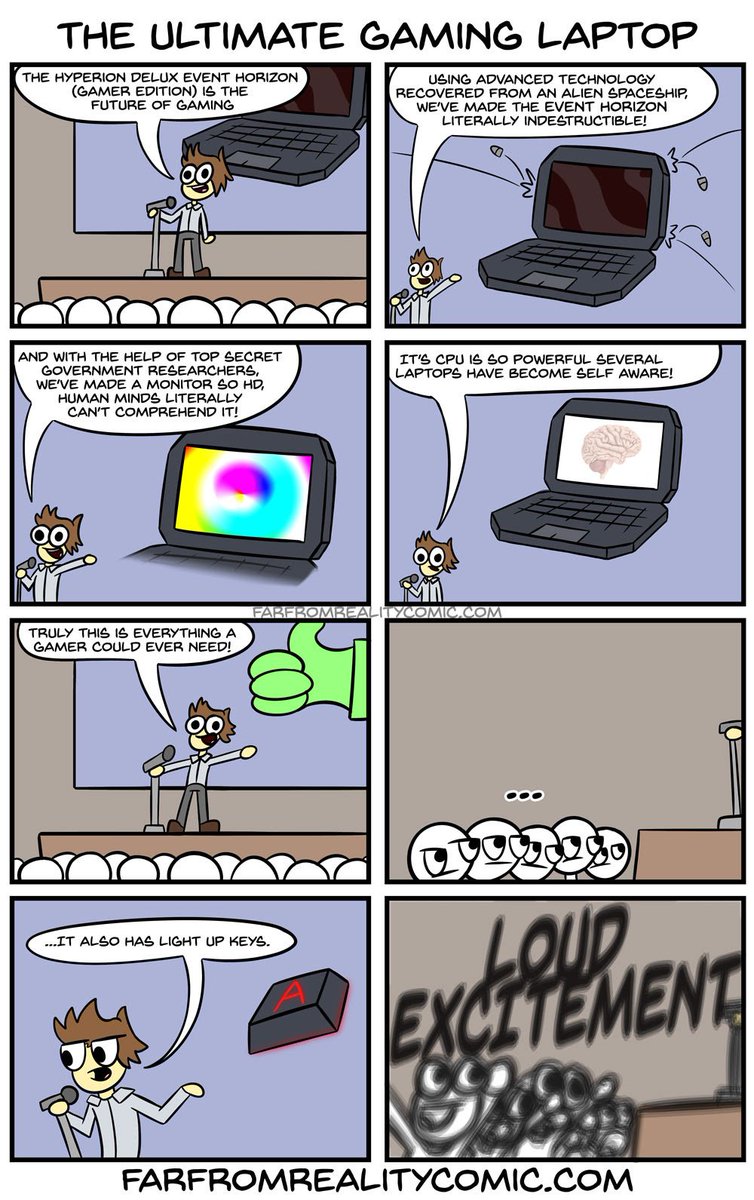 THE ULTIMATE GAMING LAPTOP
THE HYPERION DELUX EVENT HORIZON
(GAMER EDITION) IS THE
FUTURE OF GAMING
USING ADVANCED TECHNOLOGY
RECOVERED FROM AN ALIEN SPACESHIP,
WE'VE MADE THE EVENT HORIZON
LITERALLY INDESTRUCTIBLE!
AND WITH THE HELP OF TOP SECRET
GOVERNMENT RESEARCHERS,
WE'VE MADE A MONITOR SO HD,
HUMAN MINDS LITERALLY
CAN'T COMPREHEND IT!
IT'S CPU IS SO POWERFUL SEVERAL
LAPTOPS HAVE BECOME SELF AWARE!
FARFROMREALITYCOMIC.COM
TRULY THIS IS EVERYTHING A
GAMER COULD EVER NEED!
...
...IT ALSO HAS LIGHT UP KEYS.
A
LOUD
EXCITEMENT
FARFROMREALITYCOMIC.COM